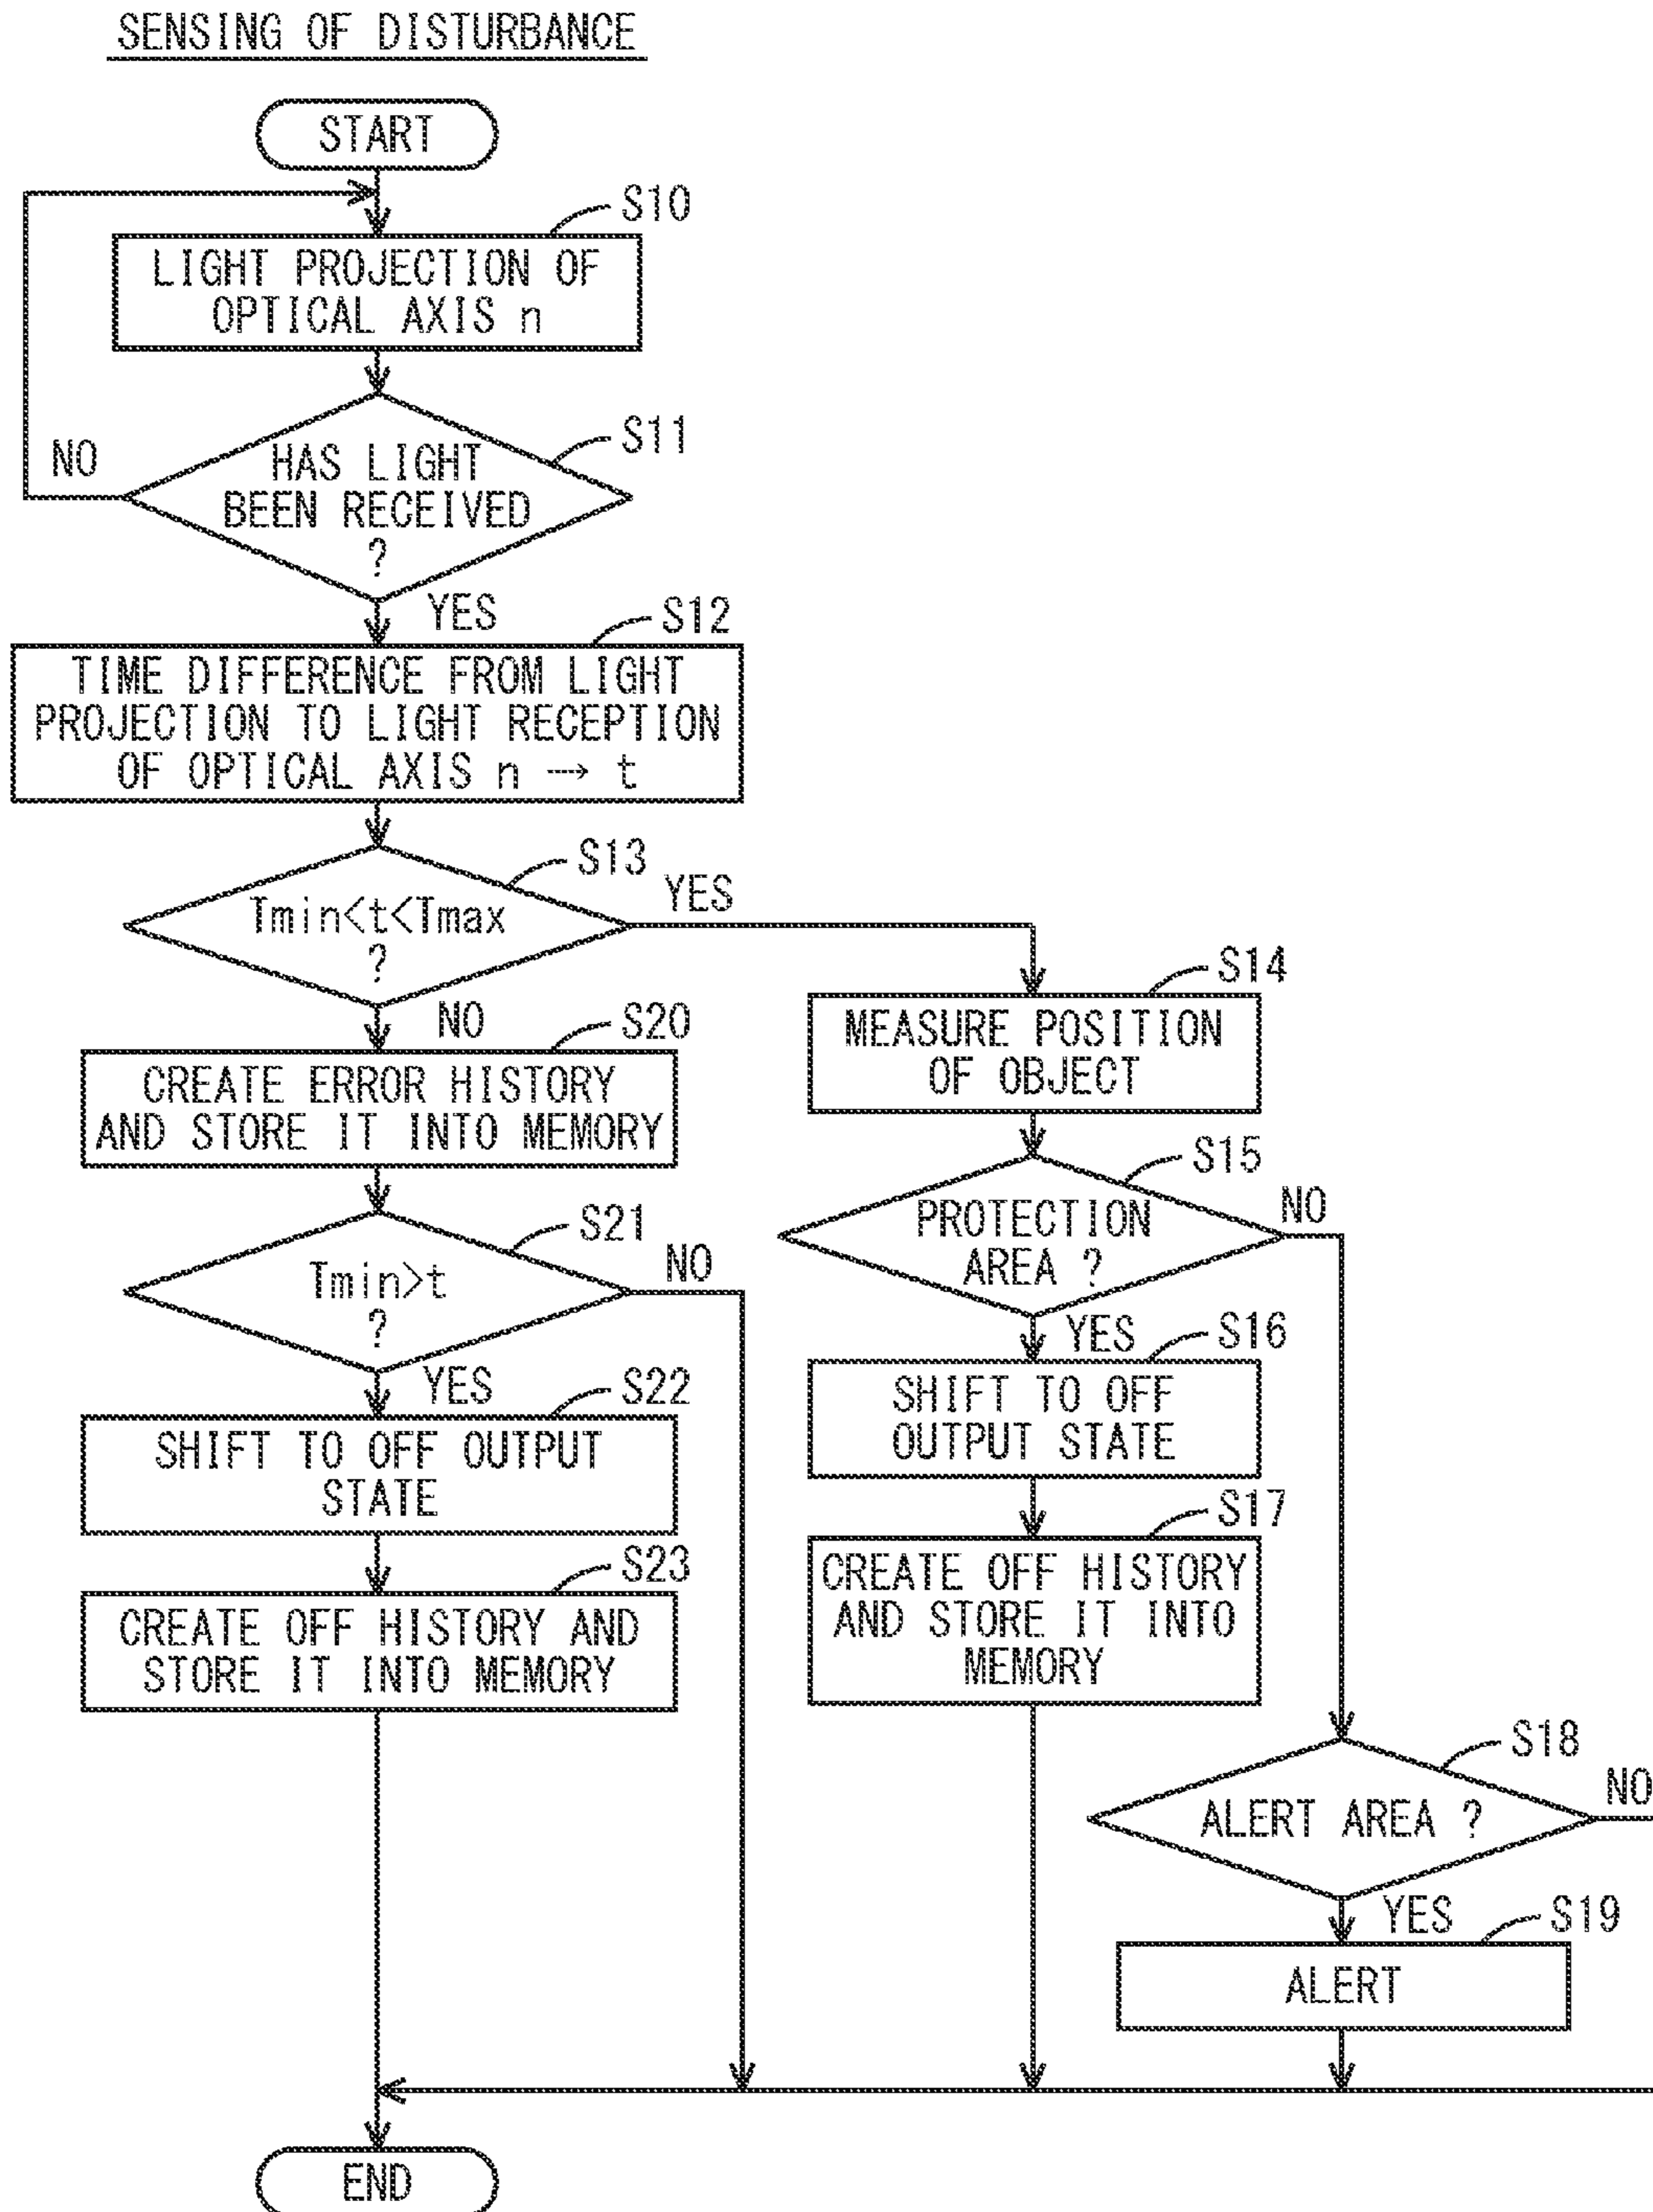 SENSING OF DISTURBANCE
START
S10
LIGHT PROJECTION OF
OPTICAL AXIS n
S11
HAS LIGHT
BEEN RECEIVED
?
NO
YES
S12
TIME DIFFERENCE FROM LIGHT
PROJECTION TO LIGHT RECEPTION
OF OPTICAL AXIS n → t
S13
Tmin<t<Tmax
?
YES
NO
S14
MEASURE POSITION
OF OBJECT
S20
CREATE ERROR HISTORY
AND STORE IT INTO MEMORY
S15
PROTECTION
AREA ?
NO
YES
S21
Tmin>t
?
NO
YES
S16
SHIFT TO OFF
OUTPUT STATE
S22
SHIFT TO OFF OUTPUT
STATE
S17
CREATE OFF HISTORY
AND STORE IT INTO
MEMORY
S23
CREATE OFF HISTORY AND
STORE IT INTO MEMORY
S18
ALERT AREA ?
NO
YES
S19
ALERT
END